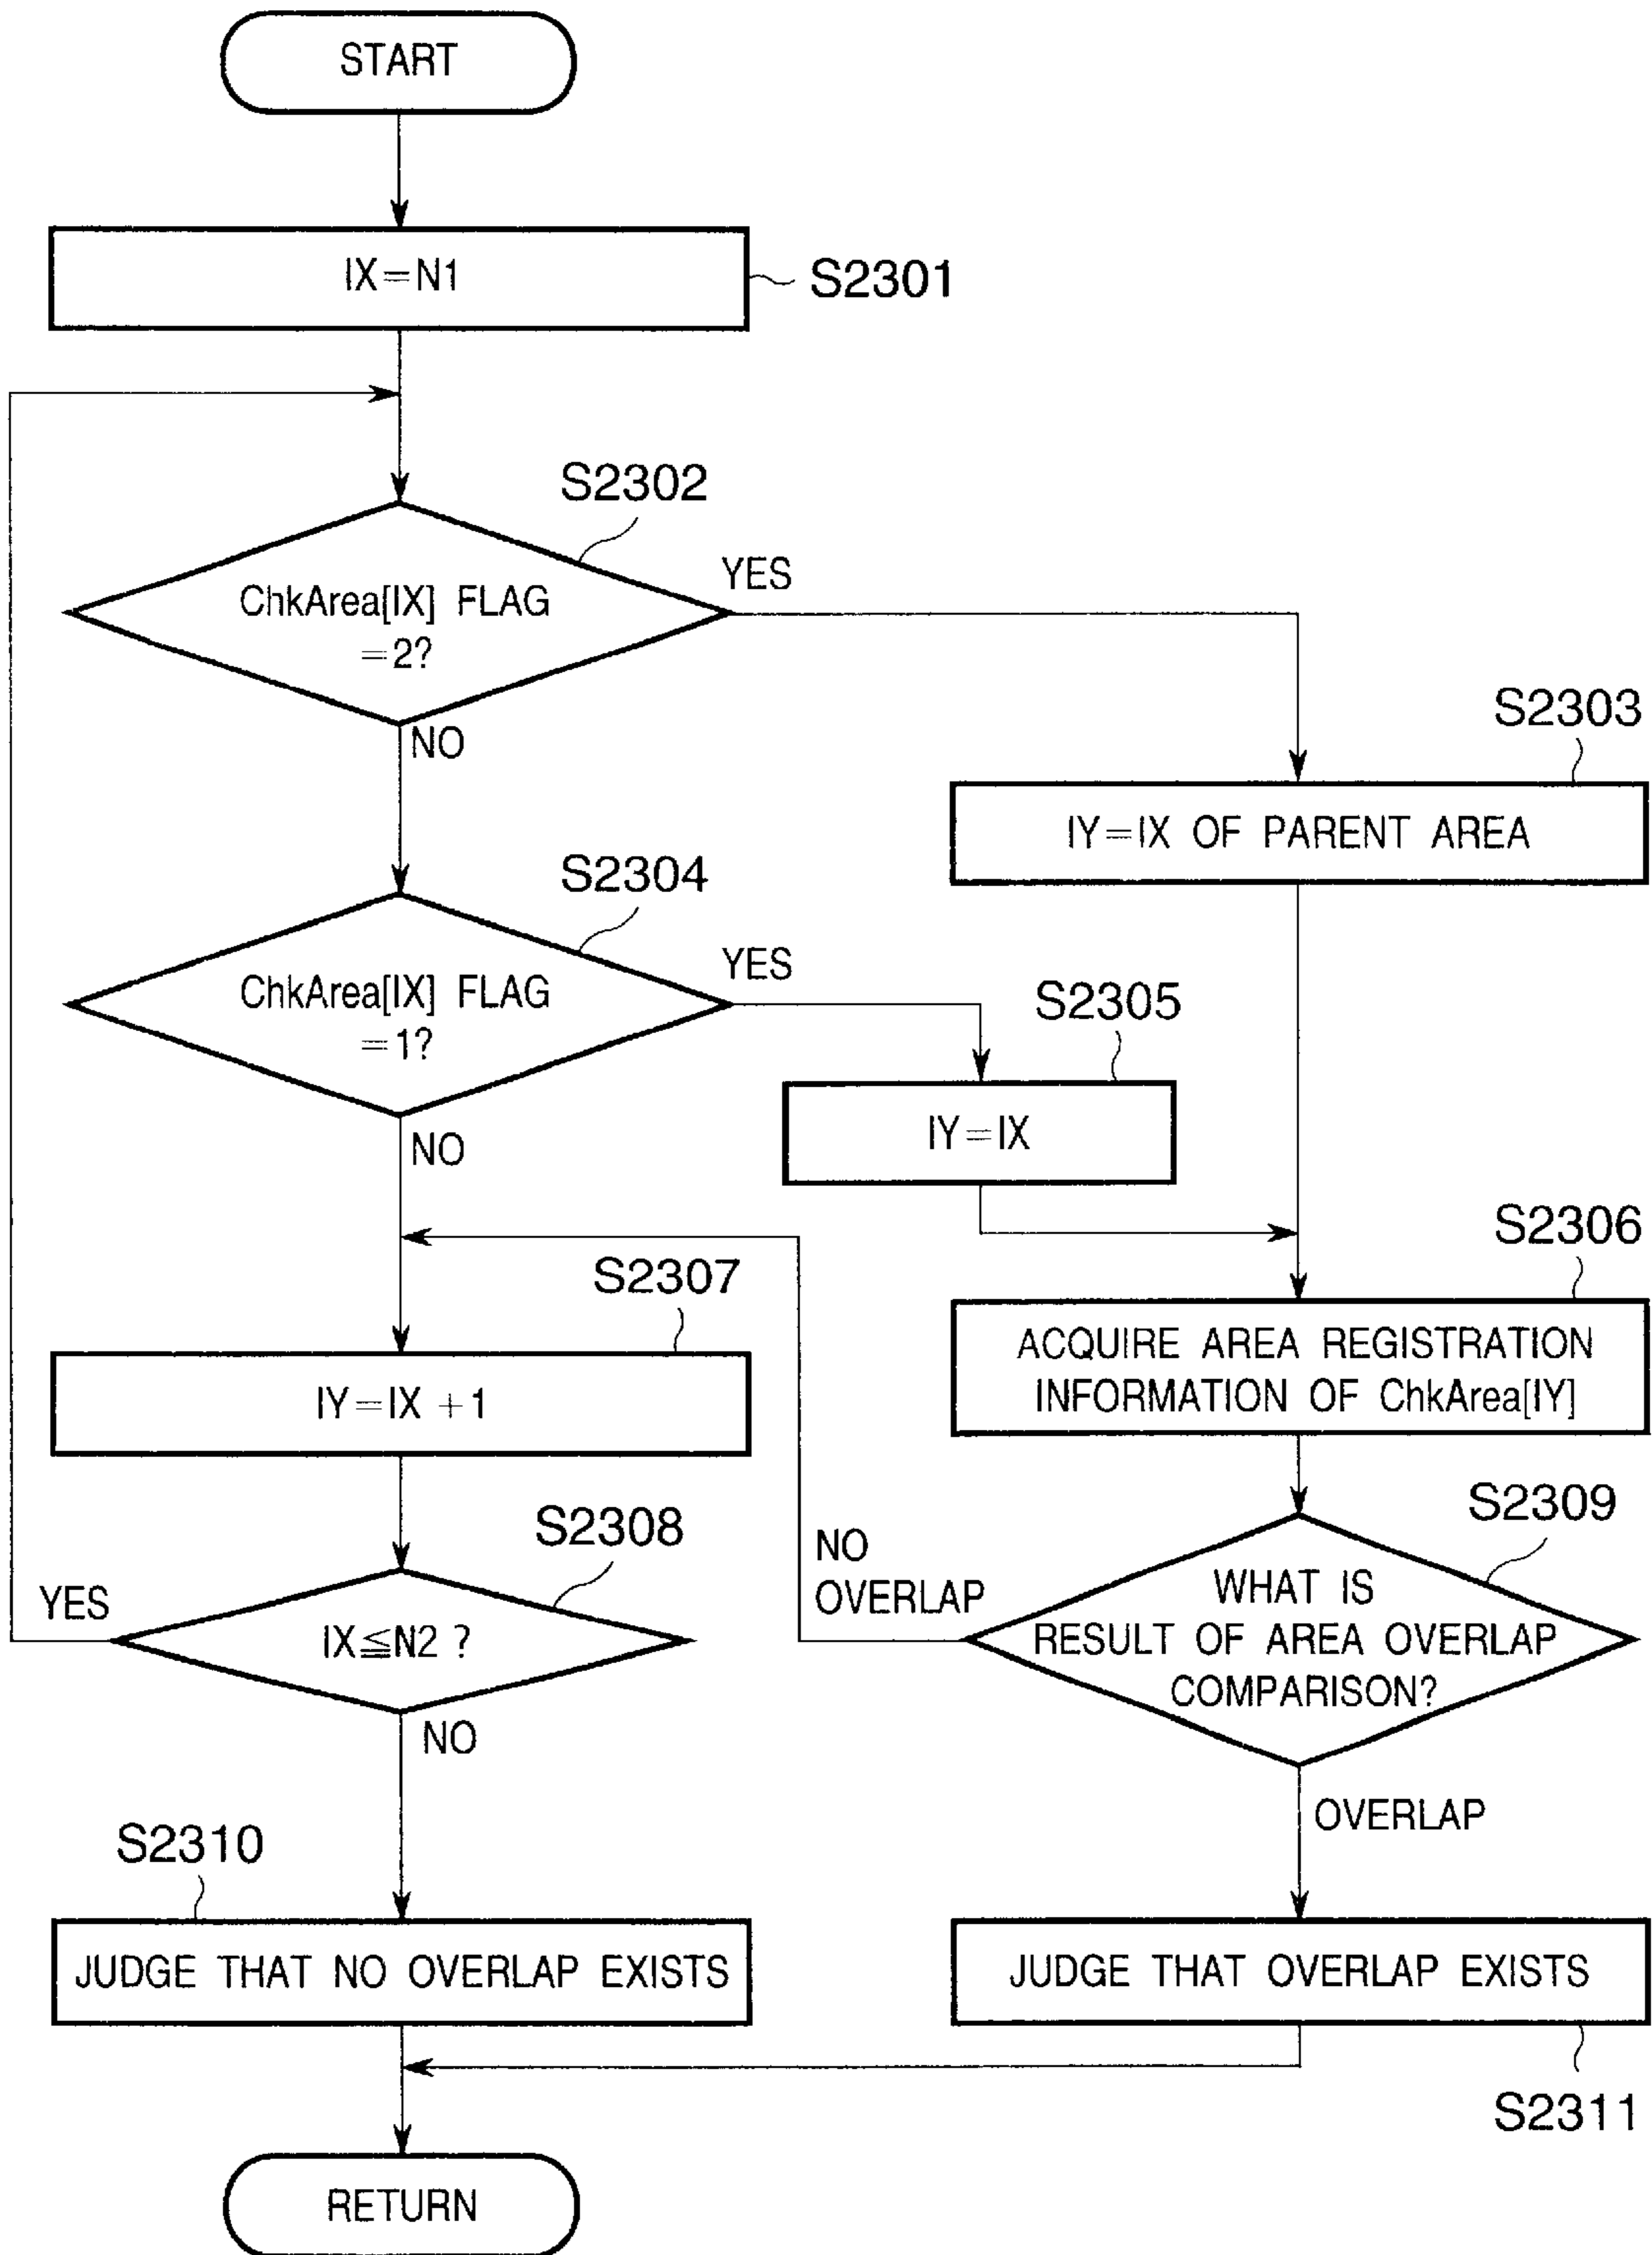 START
IX=N1
S2301
S2302
YES
ChkArea[IX] FLAG
=2?
NO
S2303
IY=IX OF PARENT AREA
S2304
YES
ChkArea[IX] FLAG
=1?
NO
S2305
IY=IX
S2306
ACQUIRE AREA REGISTRATION
INFORMATION OF ChkArea[IY]
S2307
IY=IX +1
S2308
YES
IX≦N2 ?
NO
S2309
NO
OVERLAP
WHAT IS
RESULT OF AREA OVERLAP
COMPARISON?
OVERLAP
S2310
JUDGE THAT NO OVERLAP EXISTS
JUDGE THAT OVERLAP EXISTS
S2311
RETURN